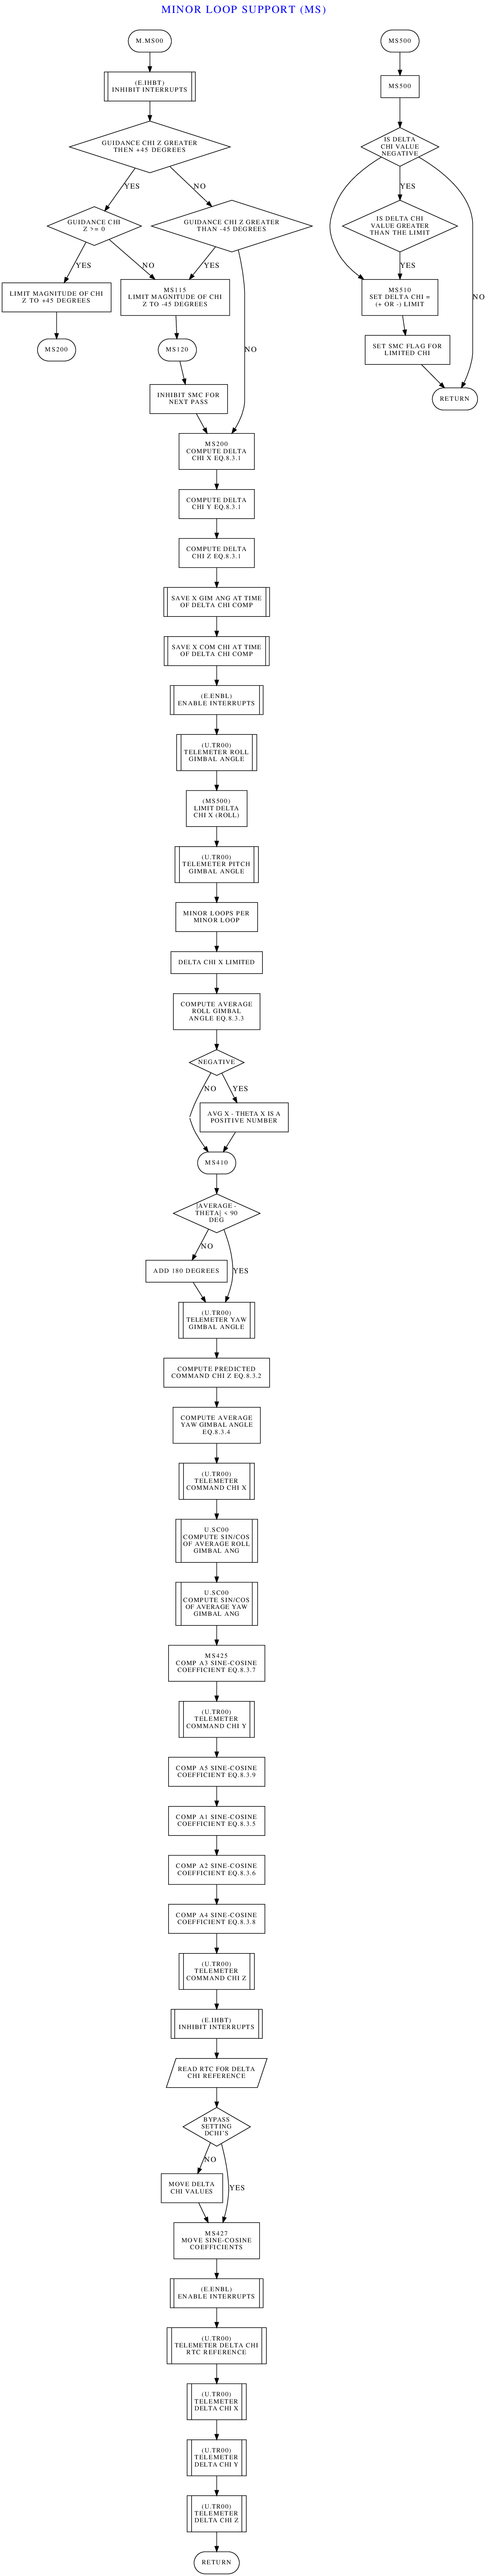 MINOR LOOP SUPPORT (MS)
M.MS00
(E.IHBT)
INHIBIT INTERRUPTS
GUIDANCE CHI Z GREATER
THEN +45 DEGREES
YES
NO
GUIDANCE CHI
Z >= 0
GUIDANCE CHI Z GREATER
THAN -45 DEGREES
YES
NO
YES
NO
LIMIT MAGNITUDE OF CHI
Z TO +45 DEGREES
MS115
LIMIT MAGNITUDE OF CHI
Z TO -45 DEGREES
MS200
MS120
INHIBIT SMC FOR
NEXT PASS
MS200
COMPUTE DELTA
CHI X EQ.8.3.1
COMPUTE DELTA
CHI Y EQ.8.3.1
COMPUTE DELTA
CHI Z EQ.8.3.1
SAVE X GIM ANG AT TIME
OF DELTA CHI COMP
SAVE X COM CHI AT TIME
OF DELTA CHI COMP
(E.ENBL)
ENABLE INTERRUPTS
(U.TR00)
TELEMETER ROLL
GIMBAL ANGLE
(MS500)
LIMIT DELTA
CHI X (ROLL)
(U.TR00)
TELEMETER PITCH
GIMBAL ANGLE
MINOR LOOPS PER
MINOR LOOP
DELTA CHI X LIMITED
COMPUTE AVERAGE
ROLL GIMBAL
ANGLE EQ.8.3.3
NEGATIVE
NO
YES
AVG X - THETA X IS A
POSITIVE NUMBER
MS410
|AVERAGE -
THETA| < 90
DEG
NO
ADD 180 DEGREES
YES
(U.TR00)
TELEMETER YAW
GIMBAL ANGLE
COMPUTE PREDICTED
COMMAND CHI Z EQ.8.3.2
COMPUTE AVERAGE
YAW GIMBAL ANGLE
EQ.8.3.4
(U.TR00)
TELEMETER
COMMAND CHI X
U.SC00
COMPUTE SIN/COS
OF AVERAGE ROLL
GIMBAL ANG
U.SC00
COMPUTE SIN/COS
OF AVERAGE YAW
GIMBAL ANG
MS425
COMP A3 SINE-COSINE
COEFFICIENT EQ.8.3.7
(U.TR00)
TELEMETER
COMMAND CHI Y
COMP A5 SINE-COSINE
COEFFICIENT EQ.8.3.9
COMP A1 SINE-COSINE
COEFFICIENT EQ.8.3.5
COMP A2 SINE-COSINE
COEFFICIENT EQ.8.3.6
COMP A4 SINE-COSINE
COEFFICIENT EQ.8.3.8
(U.TR00)
TELEMETER
COMMAND CHI Z
(E.IHBT)
INHIBIT INTERRUPTS
READ RTC FOR DELTA
CHI REFERENCE
BYPASS
SETTING
DCHI'S
NO
MOVE DELTA
CHI VALUES
YES
MS427
MOVE SINE-COSINE
COEFFICIENTS
(E.ENBL)
ENABLE INTERRUPTS
(U.TR00)
TELEMETER DELTA CHI
RTC REFERENCE
(U.TR00)
TELEMETER
DELTA CHI X
(U.TR00)
TELEMETER
DELTA CHI Y
(U.TR00)
TELEMETER
DELTA CHI Z
RETURN
MS500
MS500
IS DELTA
CHI VALUE
NEGATIVE
YES
IS DELTA CHI
VALUE GREATER
THAN THE LIMIT
YES
NO
MS510
SET DELTA CHI =
(+ OR -) LIMIT
SET SMC FLAG FOR
LIMITED CHI
RETURN